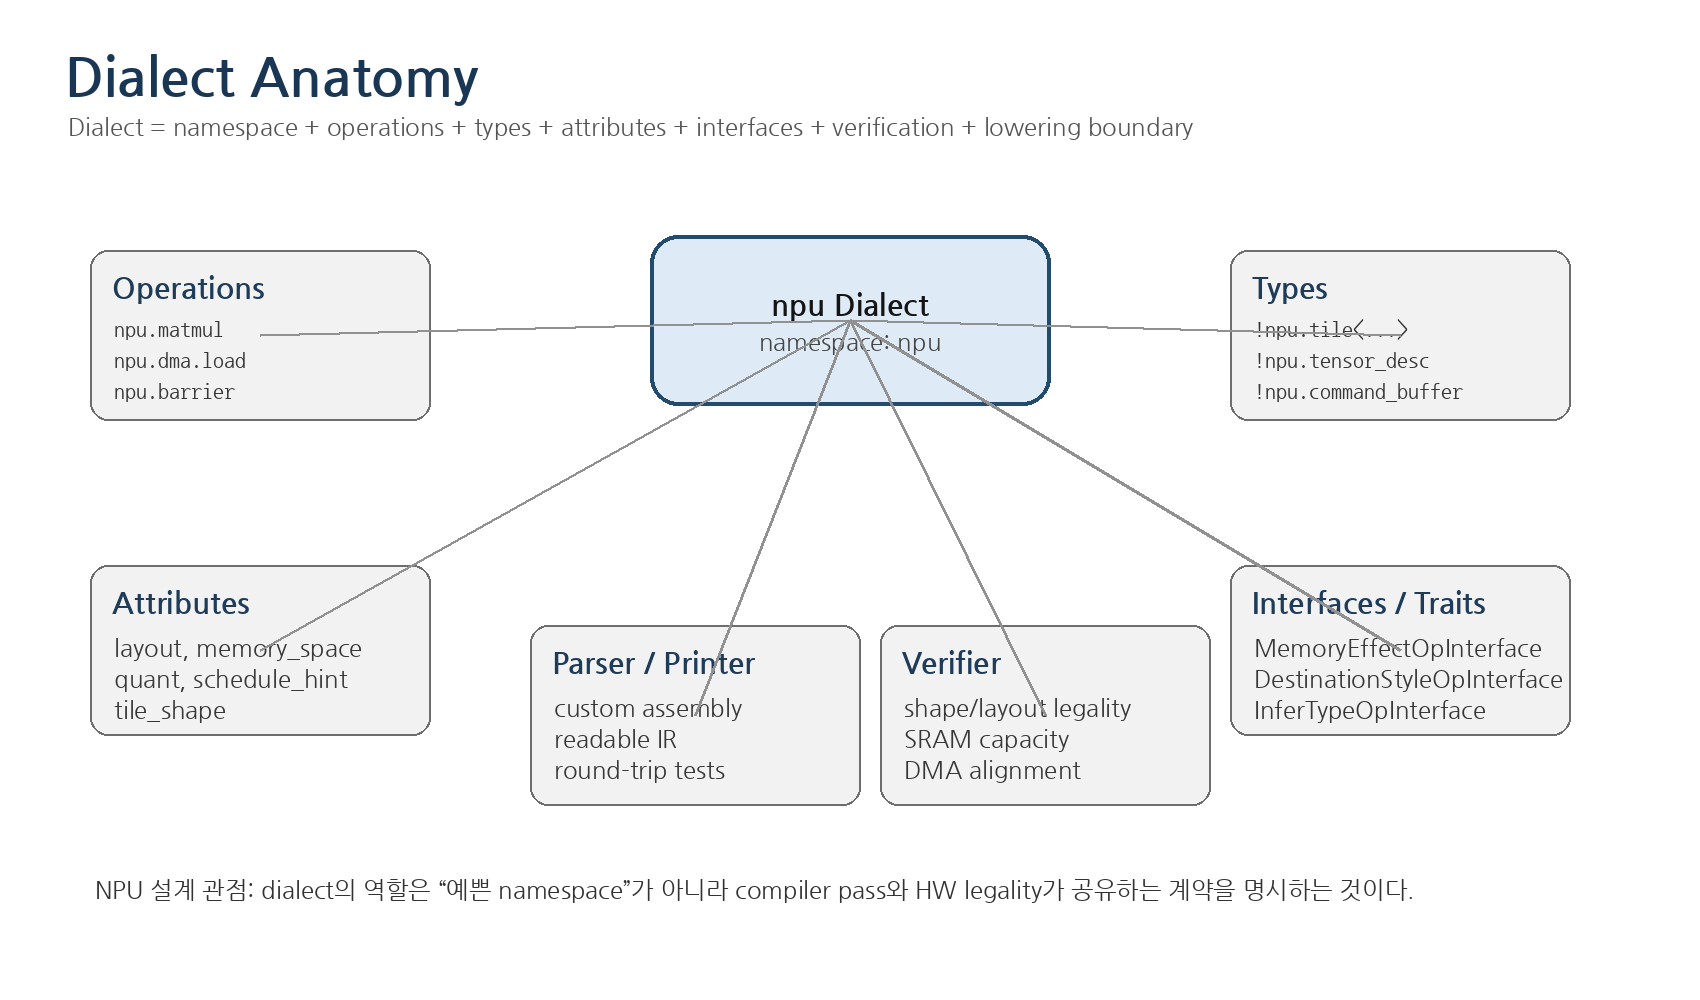 Dialect Anatomy
Dialect = namespace + operations + types + attributes + interfaces + verification + lowering boundary
npu Dialect
namespace: npu
Operations
npu.matmul
npu.dma.load
npu.barrier
Types
!npu.tile<...>
!npu.tensor_desc
!npu.command_buffer
Attributes
layout, memory_space
quant, schedule_hint
tile_shape
Parser / Printer
custom assembly
readable IR
round-trip tests
Verifier
shape/layout legality
SRAM capacity
DMA alignment
Interfaces / Traits
MemoryEffectOpInterface
DestinationStyleOpInterface
InferTypeOpInterface
NPU 설계 관점: dialect의 역할은 “예쁜 namespace”가 아니라 compiler pass와 HW legality가 공유하는 계약을 명시하는 것이다.